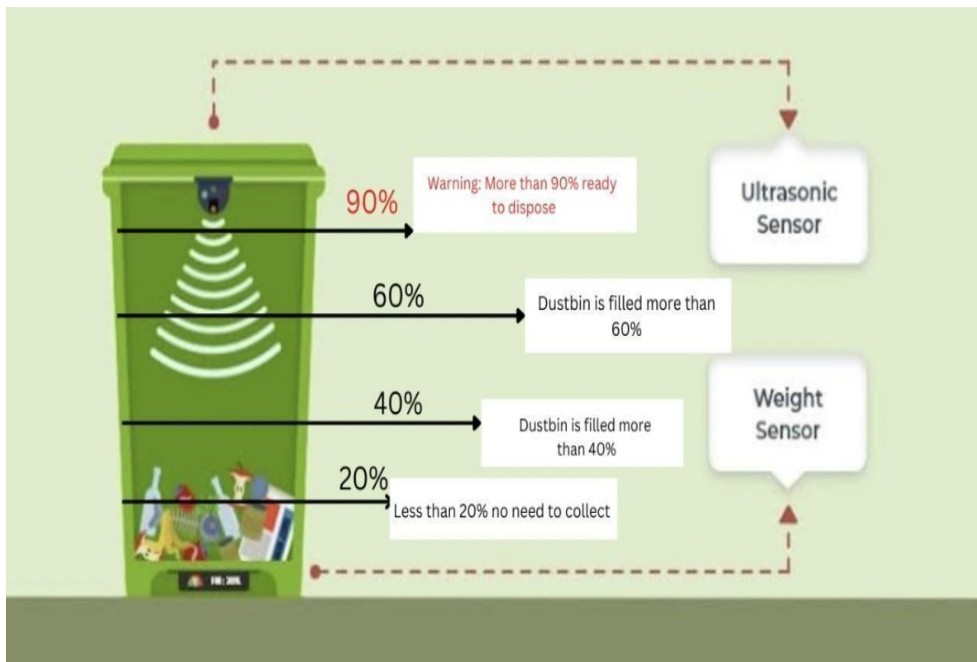 90%
Warning: More than 90% ready
to dispose
Ultrasonic
Sensor
60%
Dustbin is filled more than
60%
40%
Dustbin is filled more
than 40%
Weight
Sensor
20%
Less than 20% no need to collect